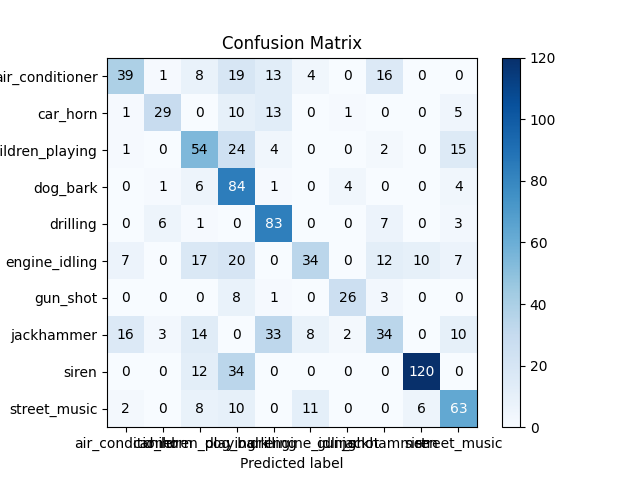 Confusion Matrix
air_conditioner 39 1 8 19 13 4 0 16 0 0
car_horn 1 29 0 10 13 0 1 0 0 5
ildren_playing 1 0 54 24 4 0 0 2 0 15
dog_bark 0 1 6 84 1 0 4 0 0 4
drilling 0 6 1 0 83 0 0 7 0 3
engine_idling 7 0 17 20 0 34 0 12 10 7
gun_shot 0 0 0 8 1 0 26 3 0 0
jackhammer 16 3 14 0 33 8 2 34 0 10
siren 0 0 12 34 0 0 0 0 120 0
street_music 2 0 8 10 0 11 0 0 6 63
120
100
80
60
40
20
0
street_music
Predicted label